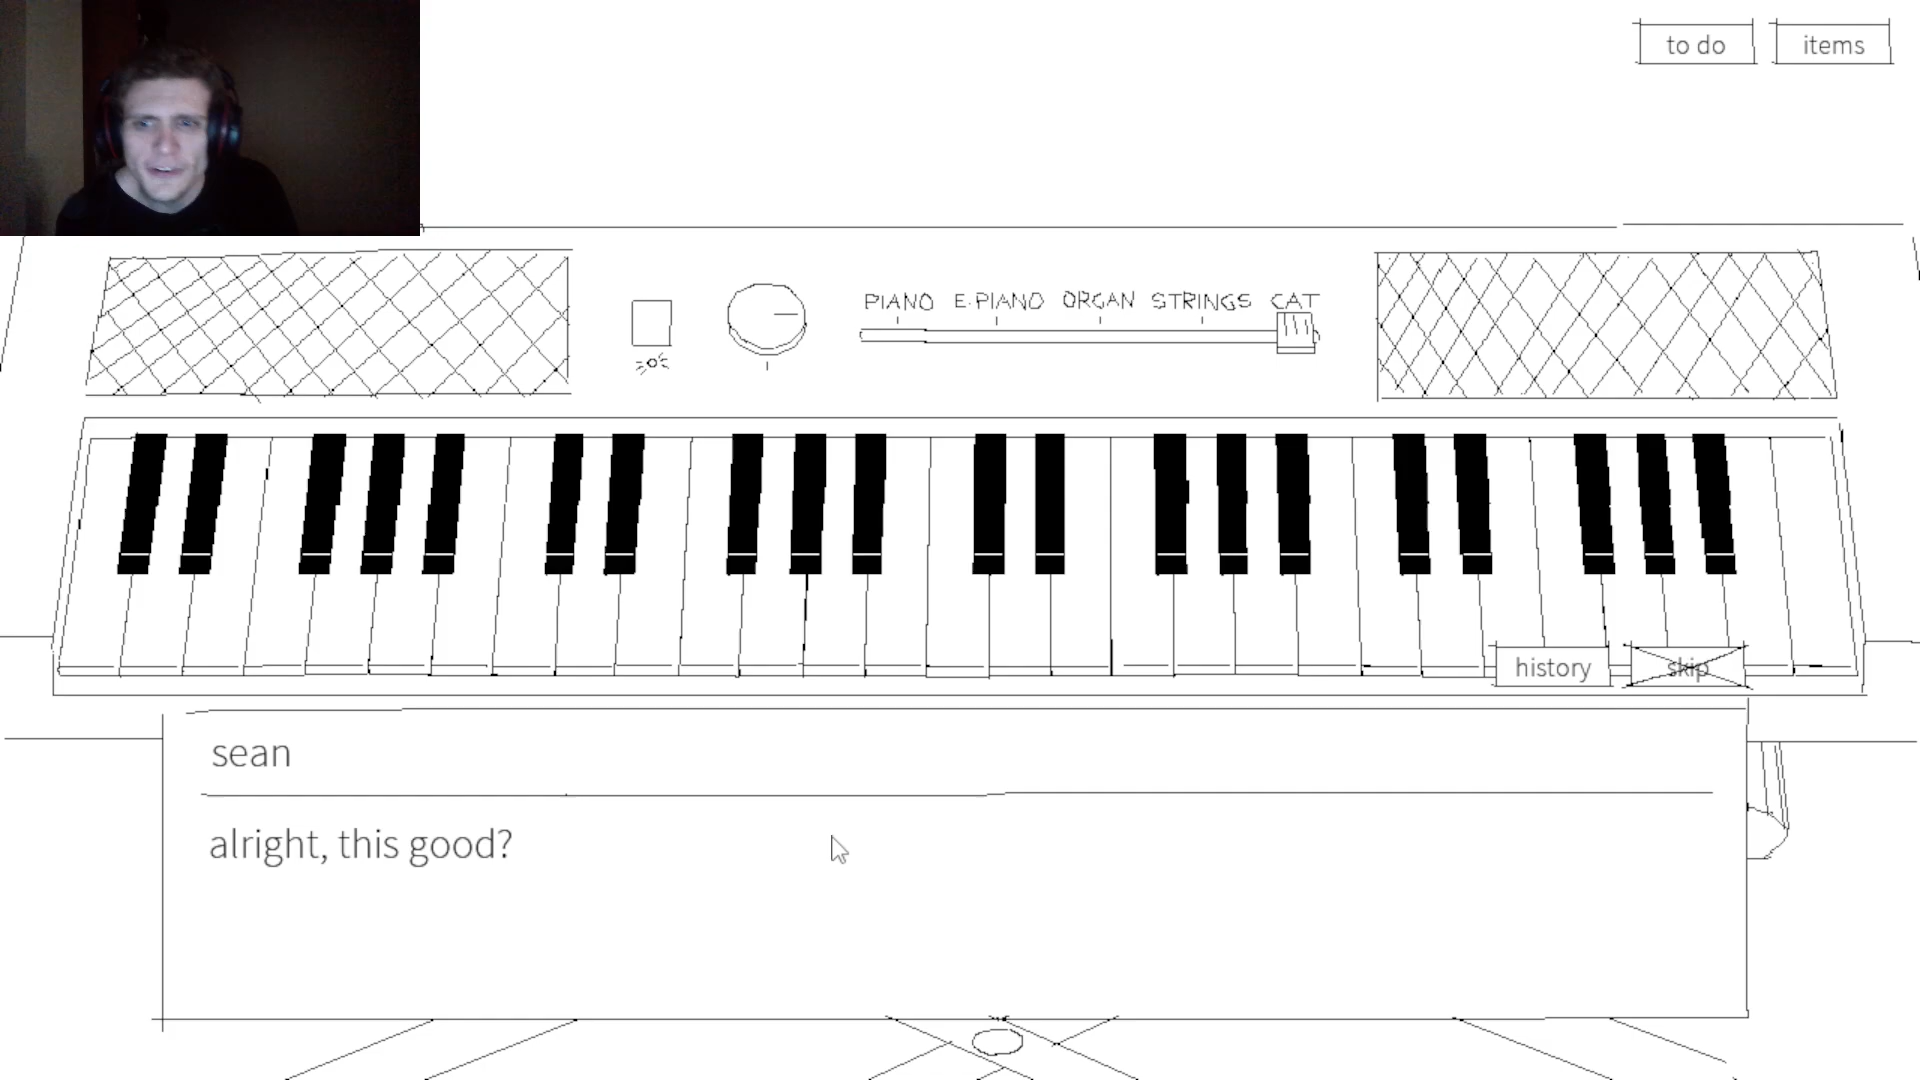 to do
items
PIANO E.PIANO ORGAN STRINGS CAT
history
skip
sean
alright, this good?